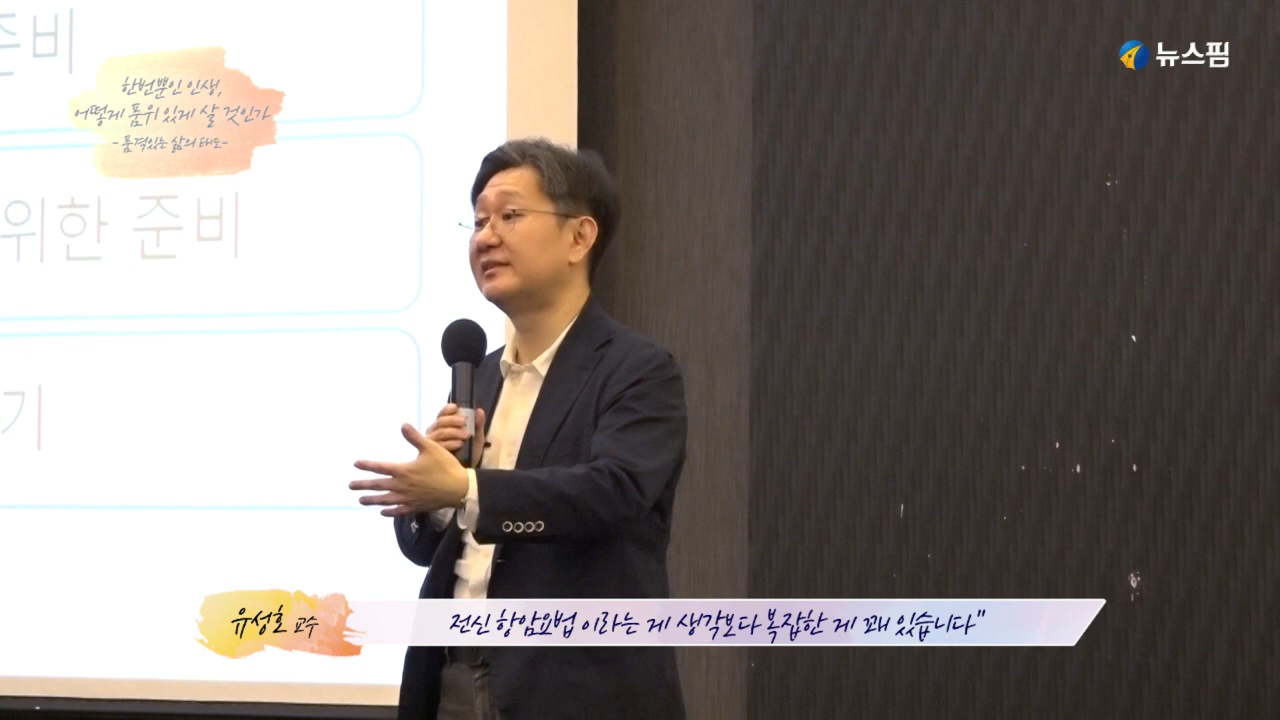 준비
한번뿐인 인생,
어떻게 품위 있게 살 것인가
-품격있는 삶의 태도-
뉴스핌
위한 준비
기
유성호 교수
전신 항암요법 이라는 게 생각보다 복잡한 게 꽤 있습니다"